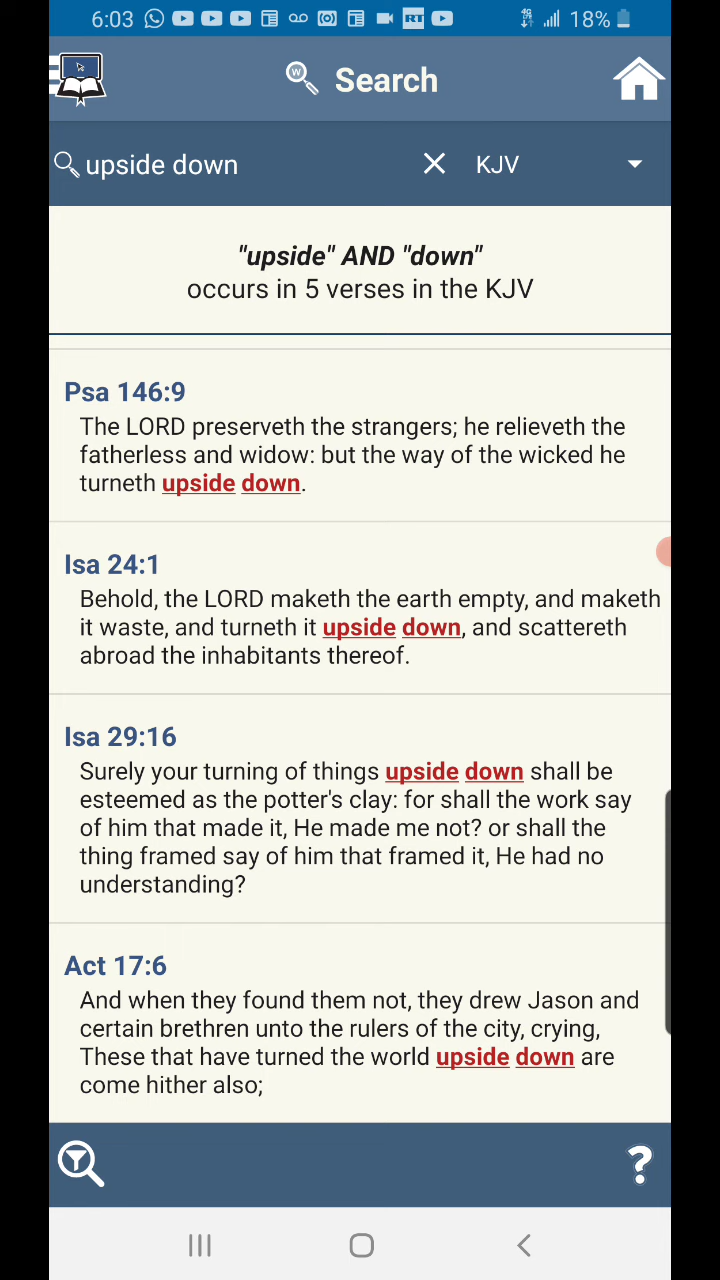 6:03 18%
Search
upside down KJV
"upside" AND "down"
occurs in 5 verses in the KJV
Psa 146:9
The LORD preserveth the strangers; he relieveth the
fatherless and widow: but the way of the wicked he
turneth upside down.
Isa 24:1
Behold, the LORD maketh the earth empty, and maketh
it waste, and turneth it upside down, and scattereth
abroad the inhabitants thereof.
Isa 29:16
Surely your turning of things upside down shall be
esteemed as the potter's clay: for shall the work say
of him that made it, He made me not? or shall the
thing framed say of him that framed it, He had no
understanding?
Act 17:6
And when they found them not, they drew Jason and
certain brethren unto the rulers of the city, crying,
These that have turned the world upside down are
come hither also;